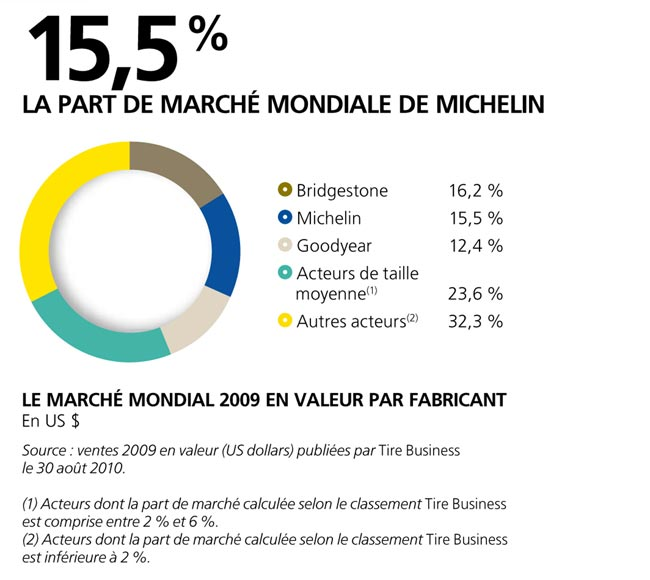 15,5 %
LA PART DE MARCHÉ MONDIALE DE MICHELIN
Bridgestone 16,2 %
Michelin 15,5 %
Goodyear 12,4 %
Acteurs de taille
moyenne(1) 23,6 %
Autres acteurs(2) 32,3 %
LE MARCHÉ MONDIAL 2009 EN VALEUR PAR FABRICANT
En US $
Source : ventes 2009 en valeur (US dollars) publiées par Tire Business
le 30 août 2010.
(1) Acteurs dont la part de marché calculée selon le classement Tire Business
est comprise entre 2 % et 6 %.
(2) Acteurs dont la part de marché calculée selon le classement Tire Business
est inférieure à 2 %.